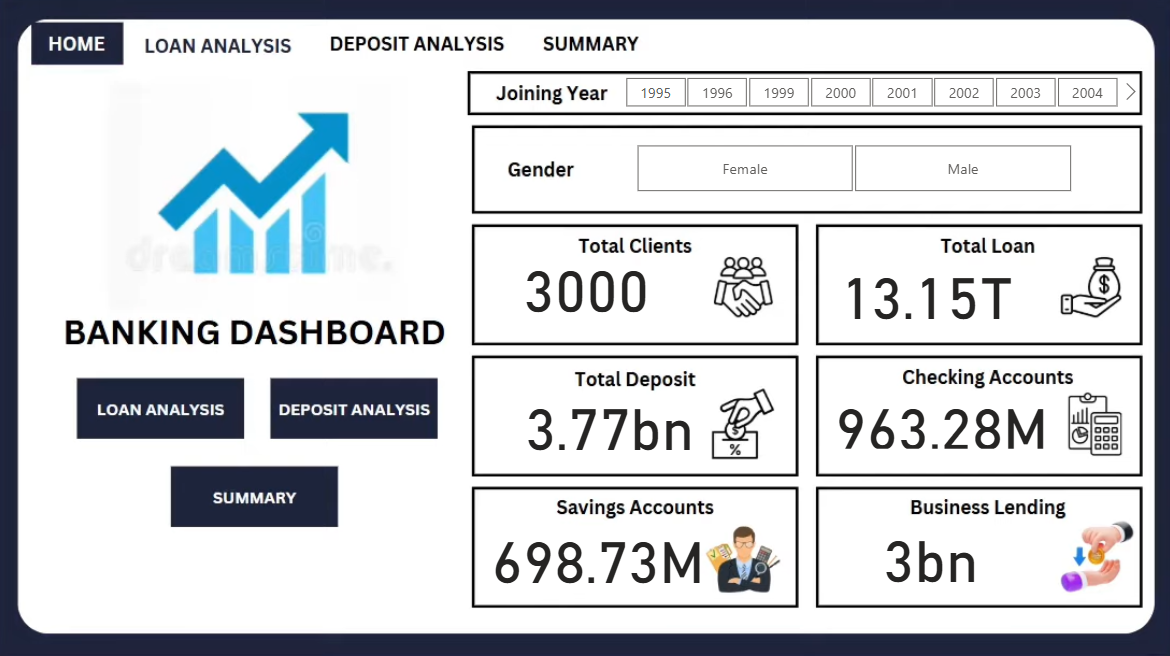 HOME
LOAN ANALYSIS
DEPOSIT ANALYSIS
SUMMARY
Joining Year
1995
1996
1999
2000
2001
2002
2003
2004
Gender
Female
Male
BANKING DASHBOARD
LOAN ANALYSIS
DEPOSIT ANALYSIS
SUMMARY
Total Clients
3000
Total Loan
13.15T
Total Deposit
3.77bn
%
Checking Accounts
963.28M
Savings Accounts
698.73M
Business Lending
3bn